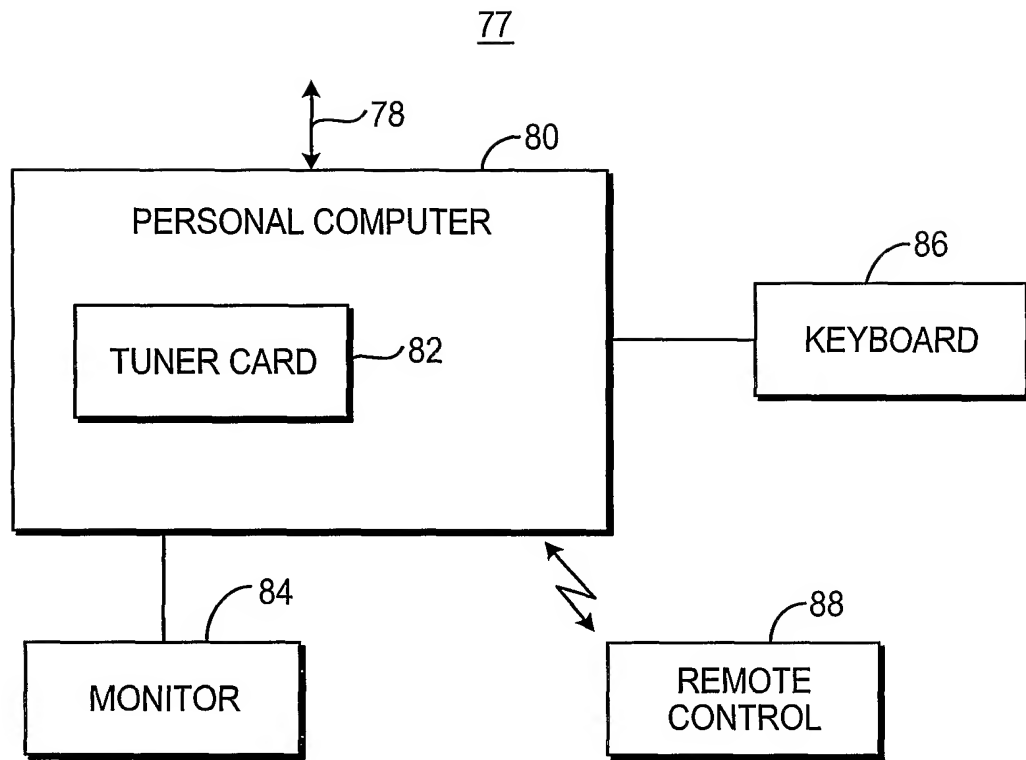 77
78
80
PERSONAL COMPUTER
86
TUNER CARD
82
KEYBOARD
84
88
MONITOR
REMOTE
CONTROL